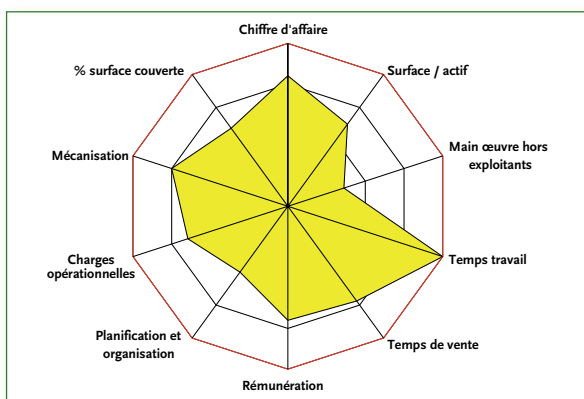 Chiffre d'affaire
% surface couverte
Surface / actif
Mécanisation
Main œuvre hors
exploitants
Charges
opérationnelles
Temps travail
Planification et
organisation
Temps de vente
Rémunération